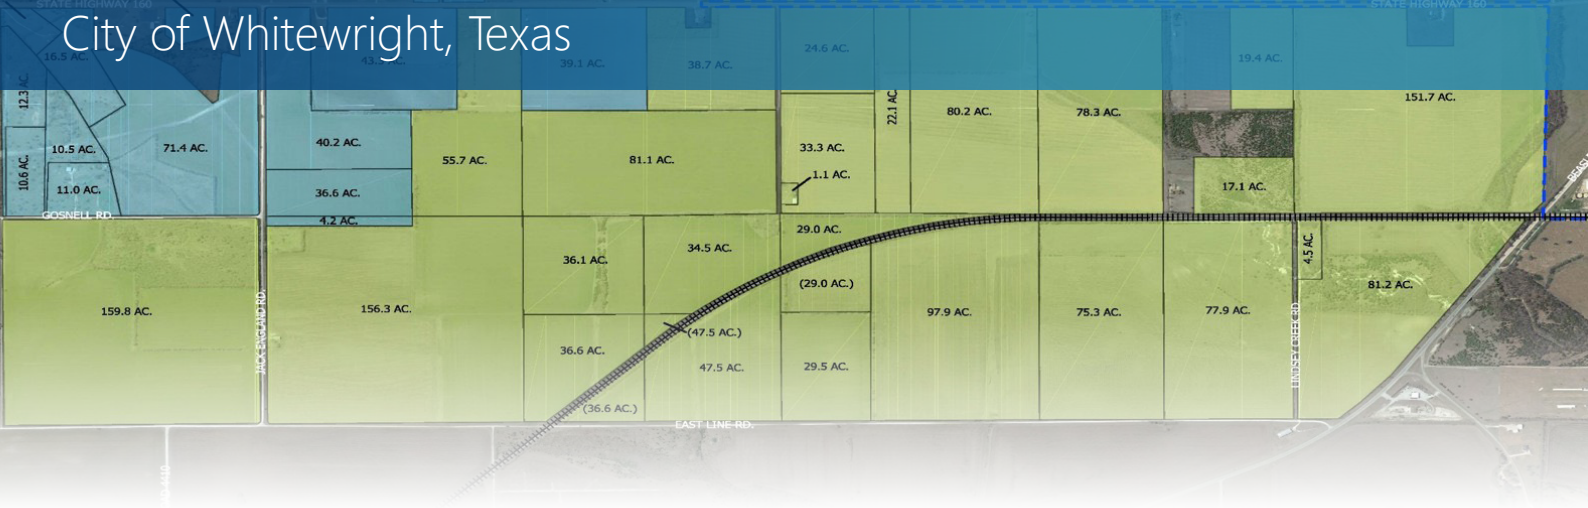 STATE HIGHWAY 160
STATE HIGHWAY 160
City of Whitewright, Texas
16.5 AC.
39.1 AC.
38.7 AC.
24.6 AC.
19.4 AC.
12.3 AC.
22.1 AC.
80.2 AC.
78.3 AC.
151.7 AC.
10.5 AC.
71.4 AC.
40.2 AC.
55.7 AC.
81.1 AC.
33.3 AC.
1.1 AC.
10.6 AC.
11.0 AC.
36.6 AC.
17.1 AC.
GOSNELL RD.
4.2 AC.
29.0 AC.
36.1 AC.
34.5 AC.
4.5 AC.
(29.0 AC.)
81.2 AC.
159.8 AC.
JACK ENGLAND RD.
156.3 AC.
97.9 AC.
75.3 AC.
77.9 AC.
LINDSEY CREEK RD.
(47.5 AC.)
36.6 AC.
47.5 AC.
29.5 AC.
(36.6 AC.)
EAST LINE RD.